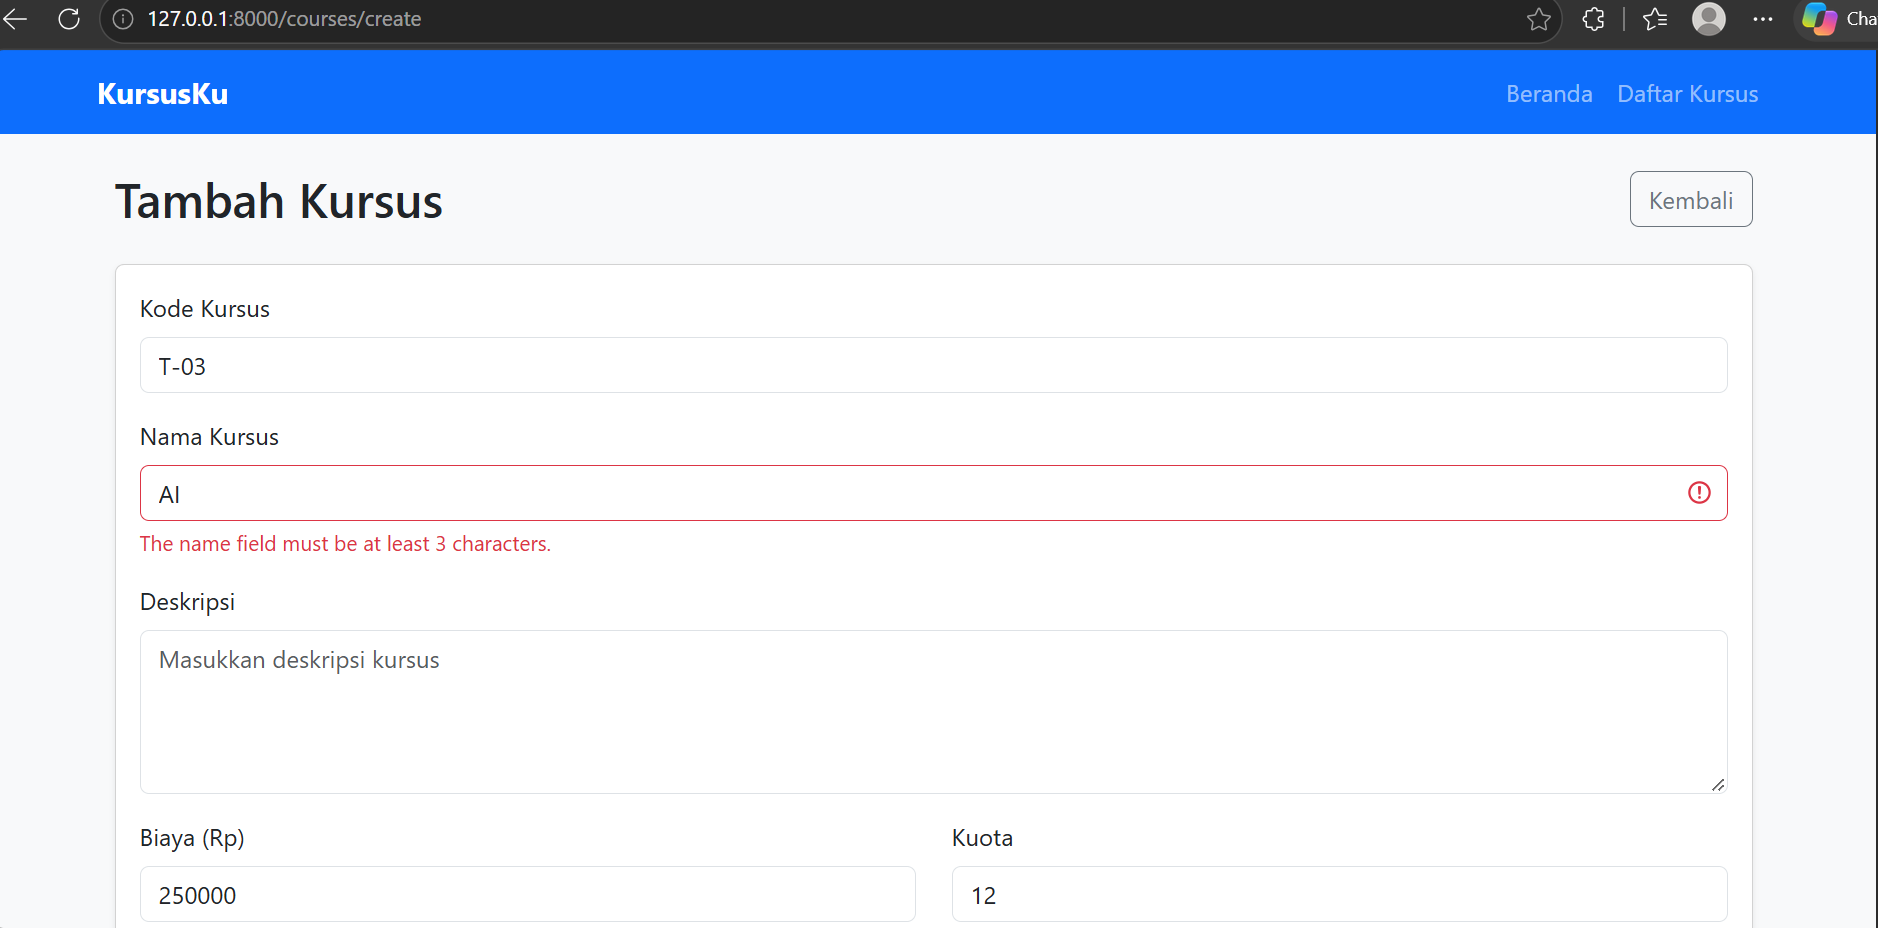 127.0.0.1:8000/courses/create
Cha
KursusKu
Beranda
Daftar Kursus
Tambah Kursus
Kembali
Kode Kursus
T-03
Nama Kursus
AI
The name field must be at least 3 characters.
Deskripsi
Masukkan deskripsi kursus
Biaya (Rp)
Kuota
250000
12